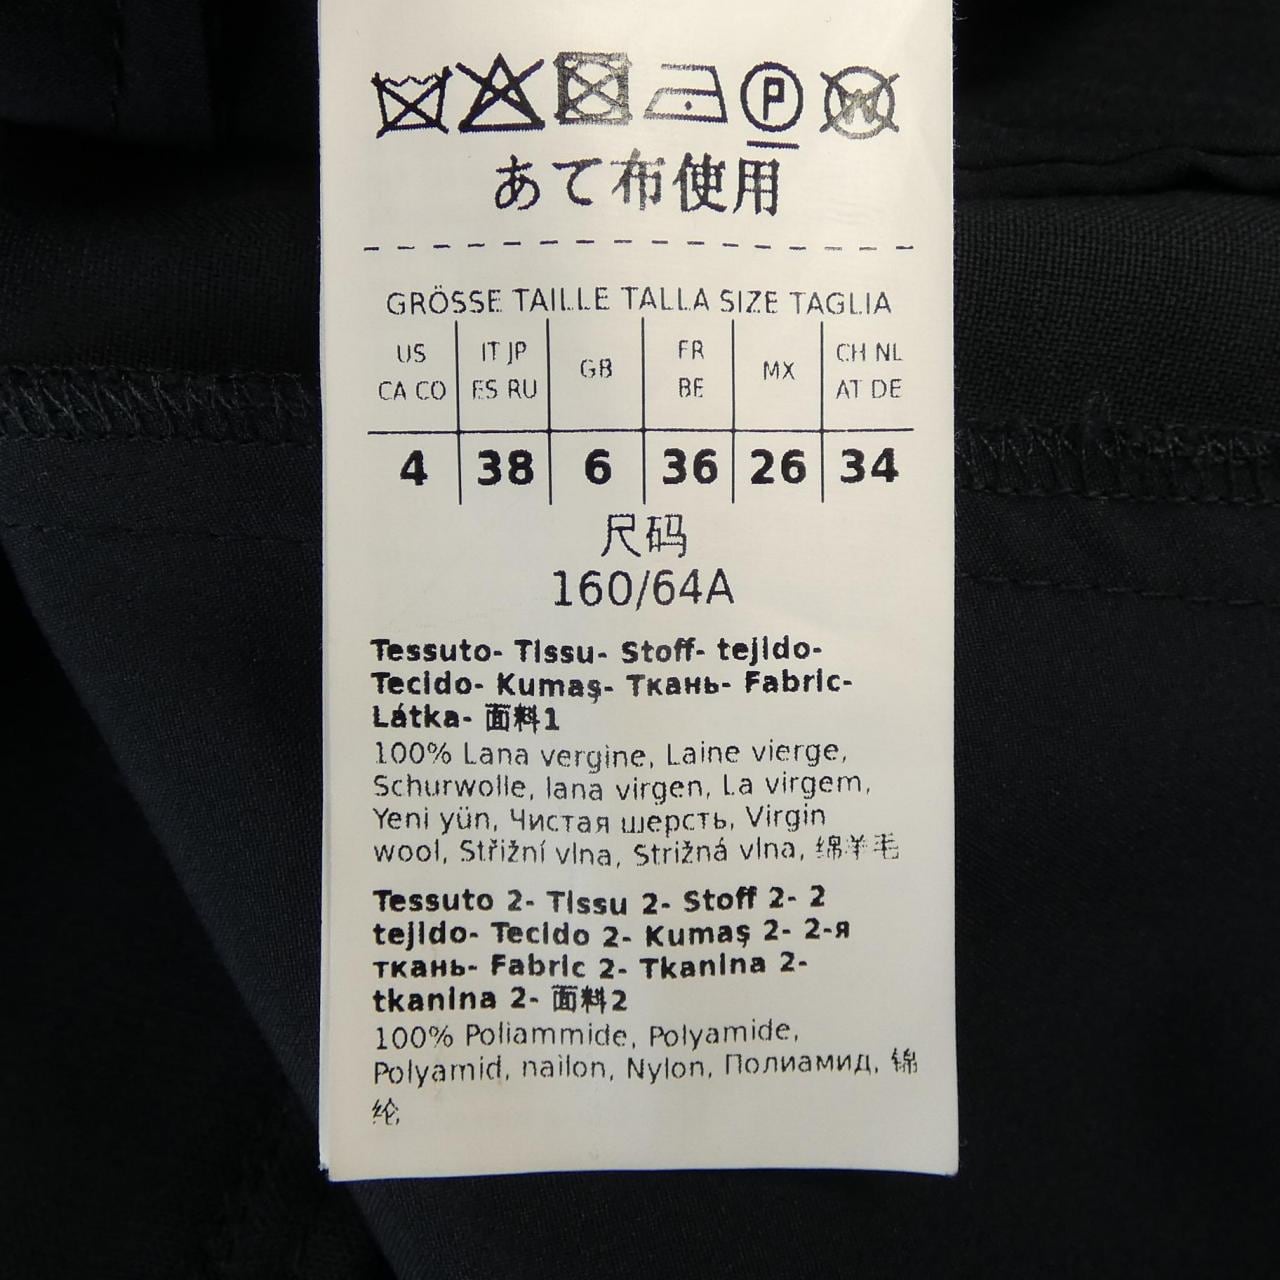 P
W
あて布使用
GRÖSSE TAILLE TALLA SIZE TAGLIA
US CA CO
IT JP ES RU
GB
FR BE
MX
CH NL AT DE
4 38 6 36 26 34
尺码
160/64A
Tessuto- Tissu- Stoff- tejido-
Tecido- Kumaş- Ткань- Fabric-
Látka- 面料1
100% Lana vergine, Laine vierge,
Schurwolle, lana virgen, La virgem,
Yeni yün, Чистая шерсть, Virgin
wool, Střižní vlna, Strižná vlna, 绵羊毛
Tessuto 2- Tissu 2- Stoff 2- 2
tejido- Tecido 2- Kumaş 2- 2-я
ткань- Fabric 2- Tkanina 2-
tkanina 2- 面料2
100% Poliammide, Polyamide,
Polyamid, nailon, Nylon, Полиамид, 锦
纶,